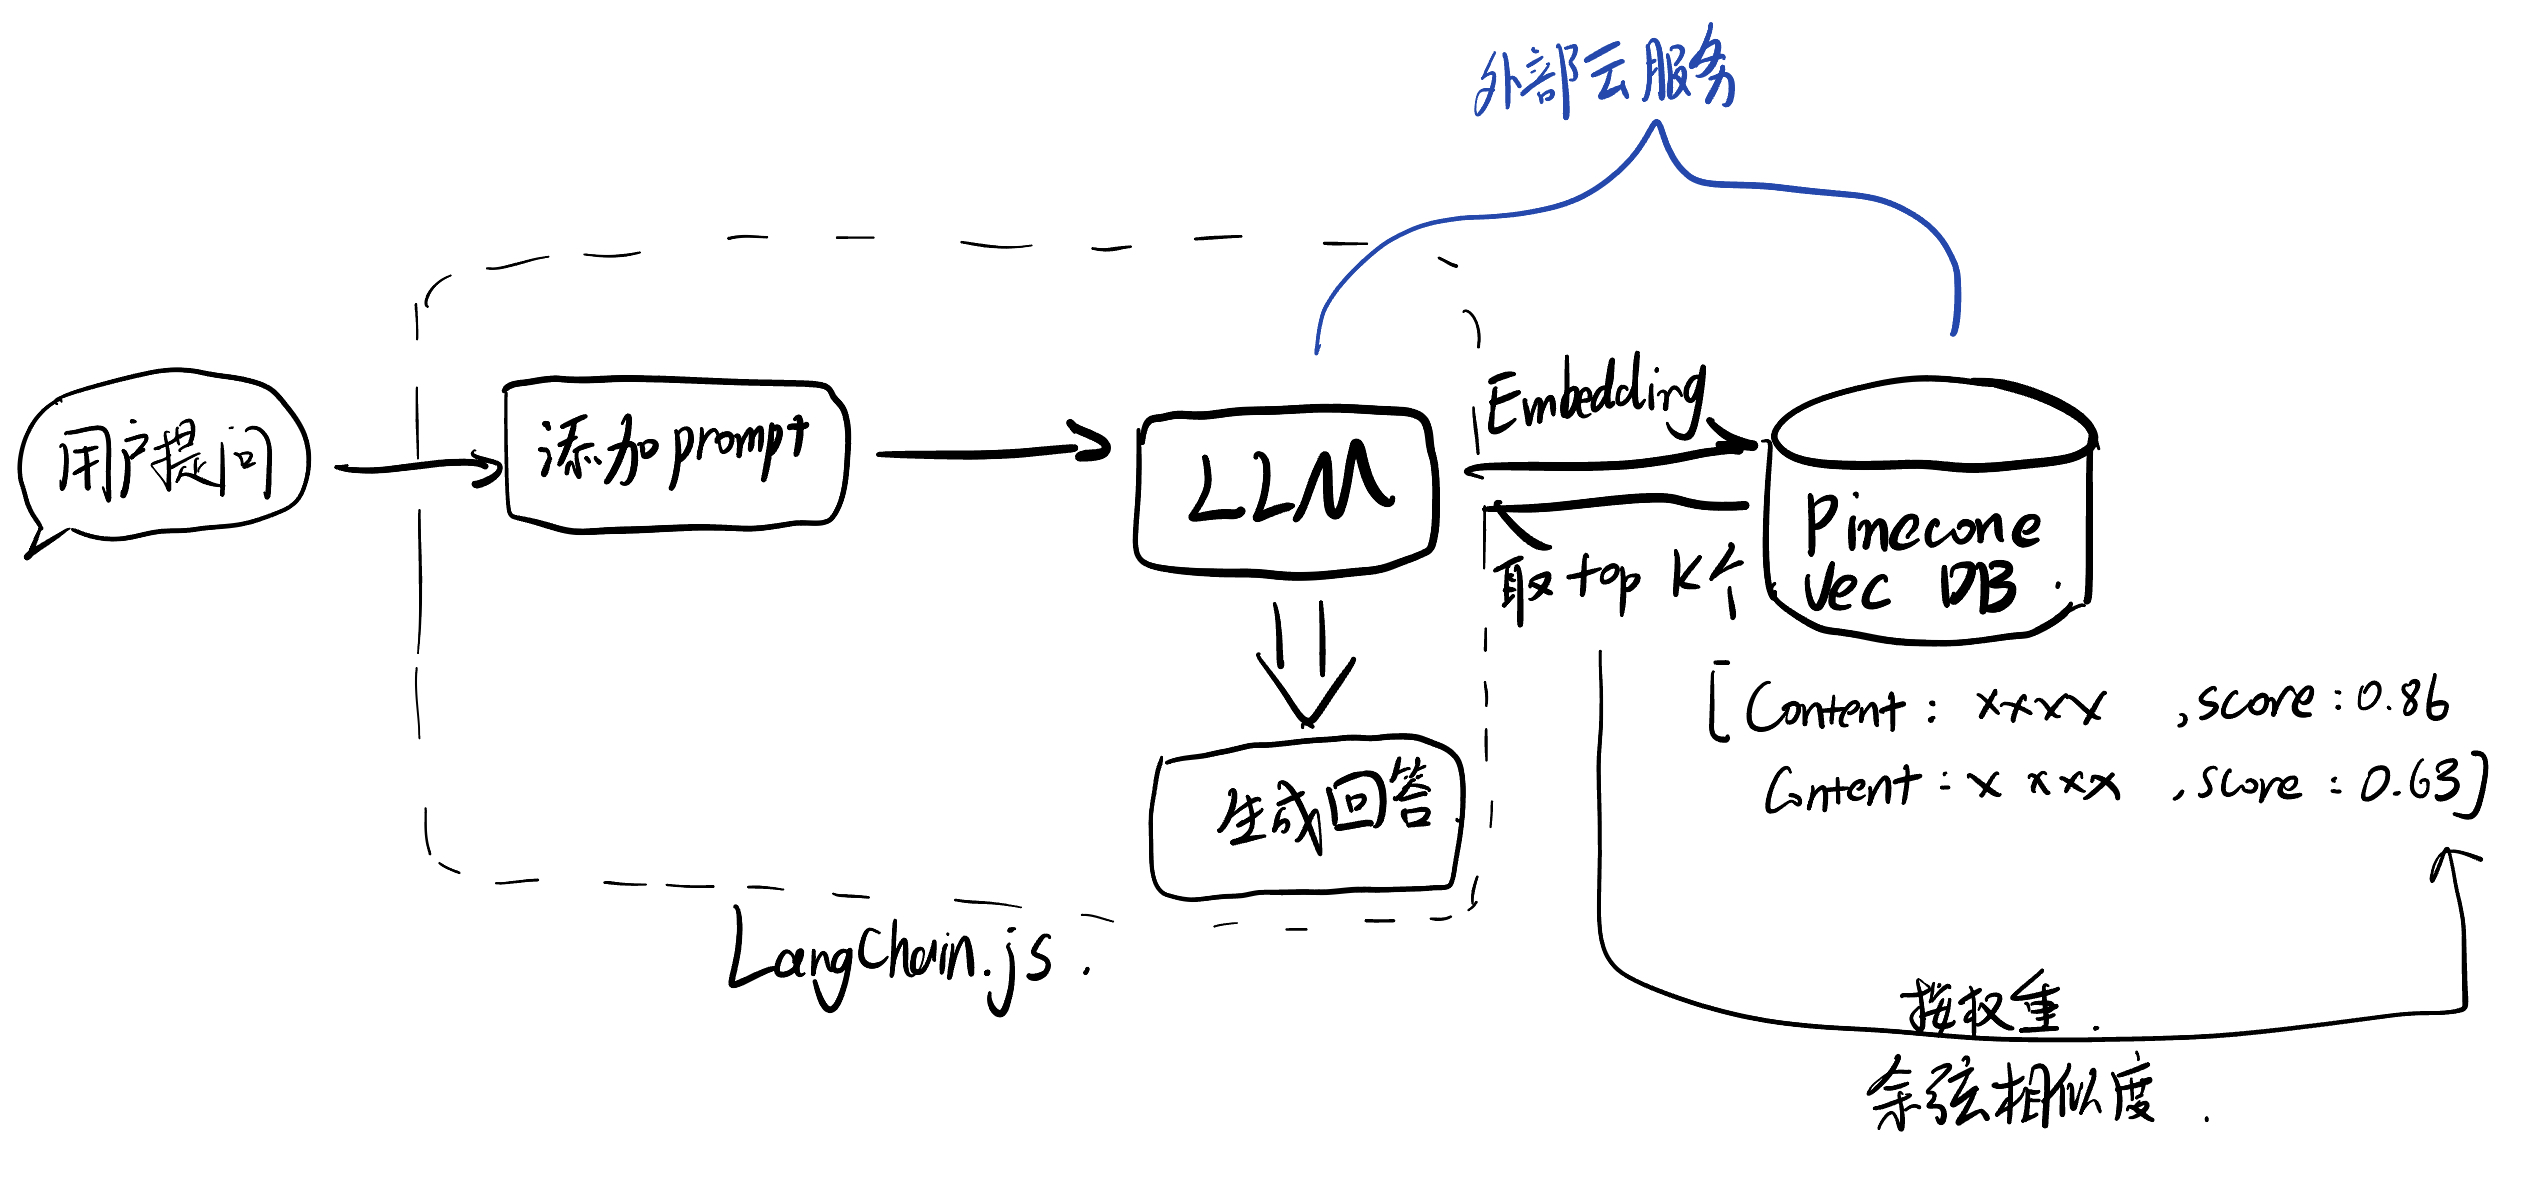 外部云服务
用户提问
添加prompt
LLM
Embedding
取top K个
Pinecone
Vec DB.
[Content: xxxx ,score:0.86
Content:x xxx ,score:0.63]
生成回答
LangChain.js.
按权重.
余弦相似度.